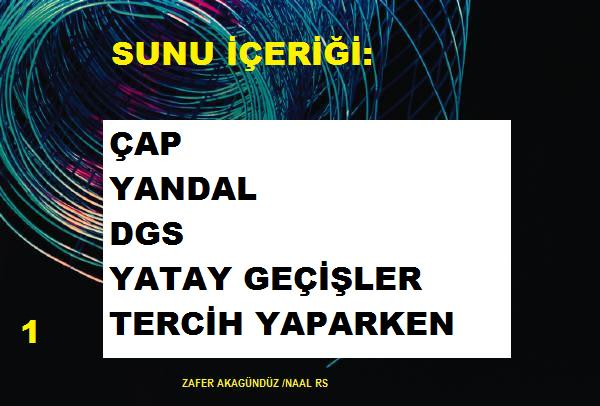 SUNU İÇERİĞİ:
ÇAP
YANDAL
DGS
YATAY GEÇİŞLER
TERCİH YAPARKEN
1
ZAFER AKAGÜNDÜZ /NAAL RS